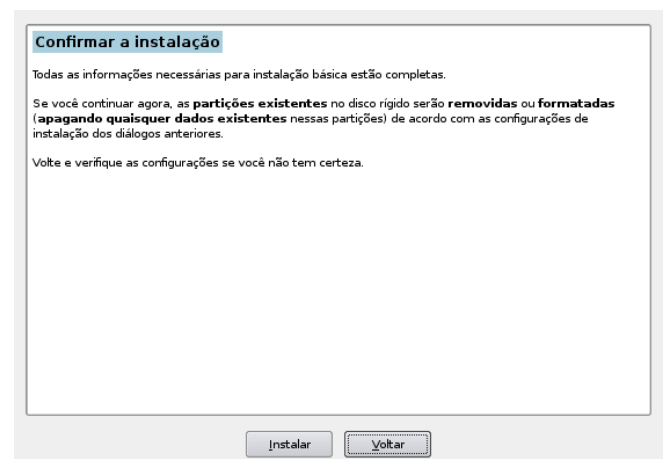 Confirmar a instalação
Todas as informações necessárias para instalação básica estão completas.
Se você continuar agora, as partições existentes no disco rígido serão removidas ou formatadas
(apagando quaisquer dados existentes nessas partições) de acordo com as configurações de
instalação dos diálogos anteriores.
Volte e verifique as configurações se você não tem certeza.
Instalar
Voltar